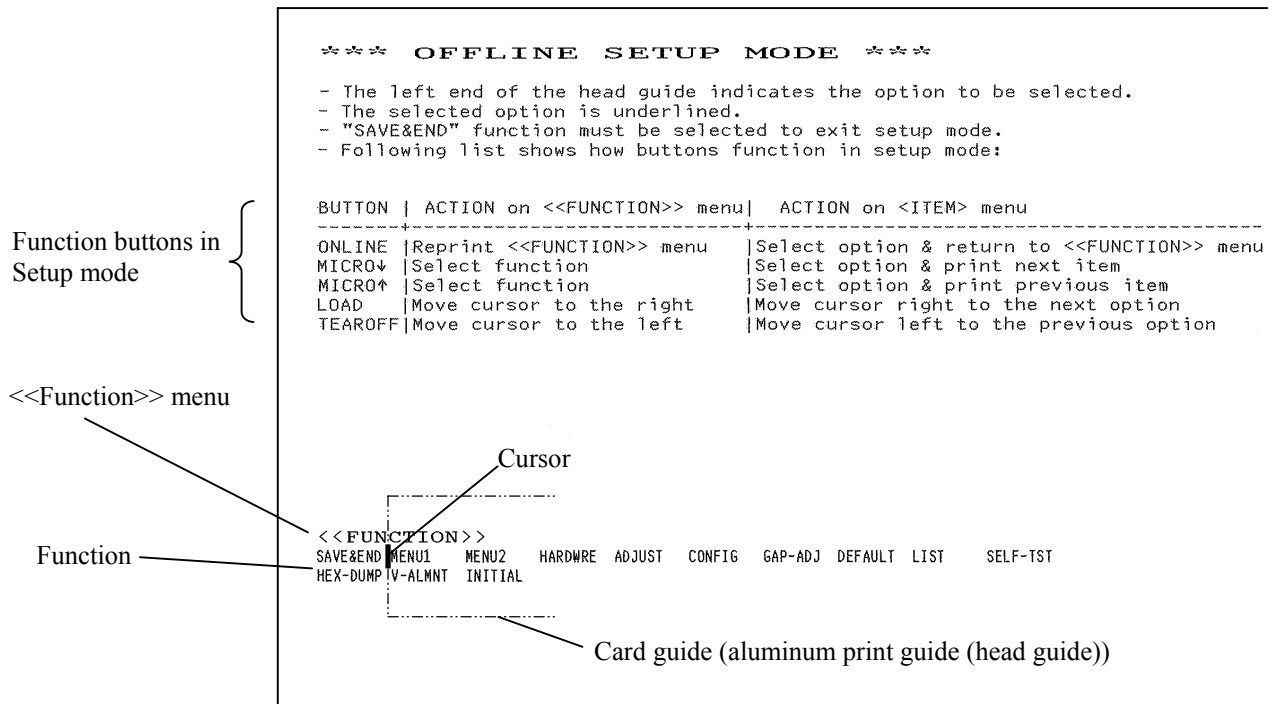 *** OFFLINE SETUP MODE ***
- The left end of the head guide indicates the option to be selected.
- The selected option is underlined.
- "SAVE&END" function must be selected to exit setup mode.
- Following list shows how buttons function in setup mode:
BUTTON | ACTION on <<FUNCTION>> menu| ACTION on <ITEM> menu
-------+----------------------------+--------------------------------------------
Function buttons in
Setup mode
ONLINE |Reprint <<FUNCTION>> menu |Select option & return to <<FUNCTION>> menu
MICRO↓ |Select function |Select option & print next item
MICRO↑ |Select function |Select option & print previous item
LOAD |Move cursor to the right |Move cursor right to the next option
TEAROFF|Move cursor to the left |Move cursor left to the previous option
<<Function>> menu
Cursor
<<FUNCTION>>
Function
SAVE&END MENU1 MENU2 HARDWRE ADJUST CONFIG GAP-ADJ DEFAULT LIST SELF-TST
HEX-DUMP V-ALMNT INITIAL
Card guide (aluminum print guide (head guide))